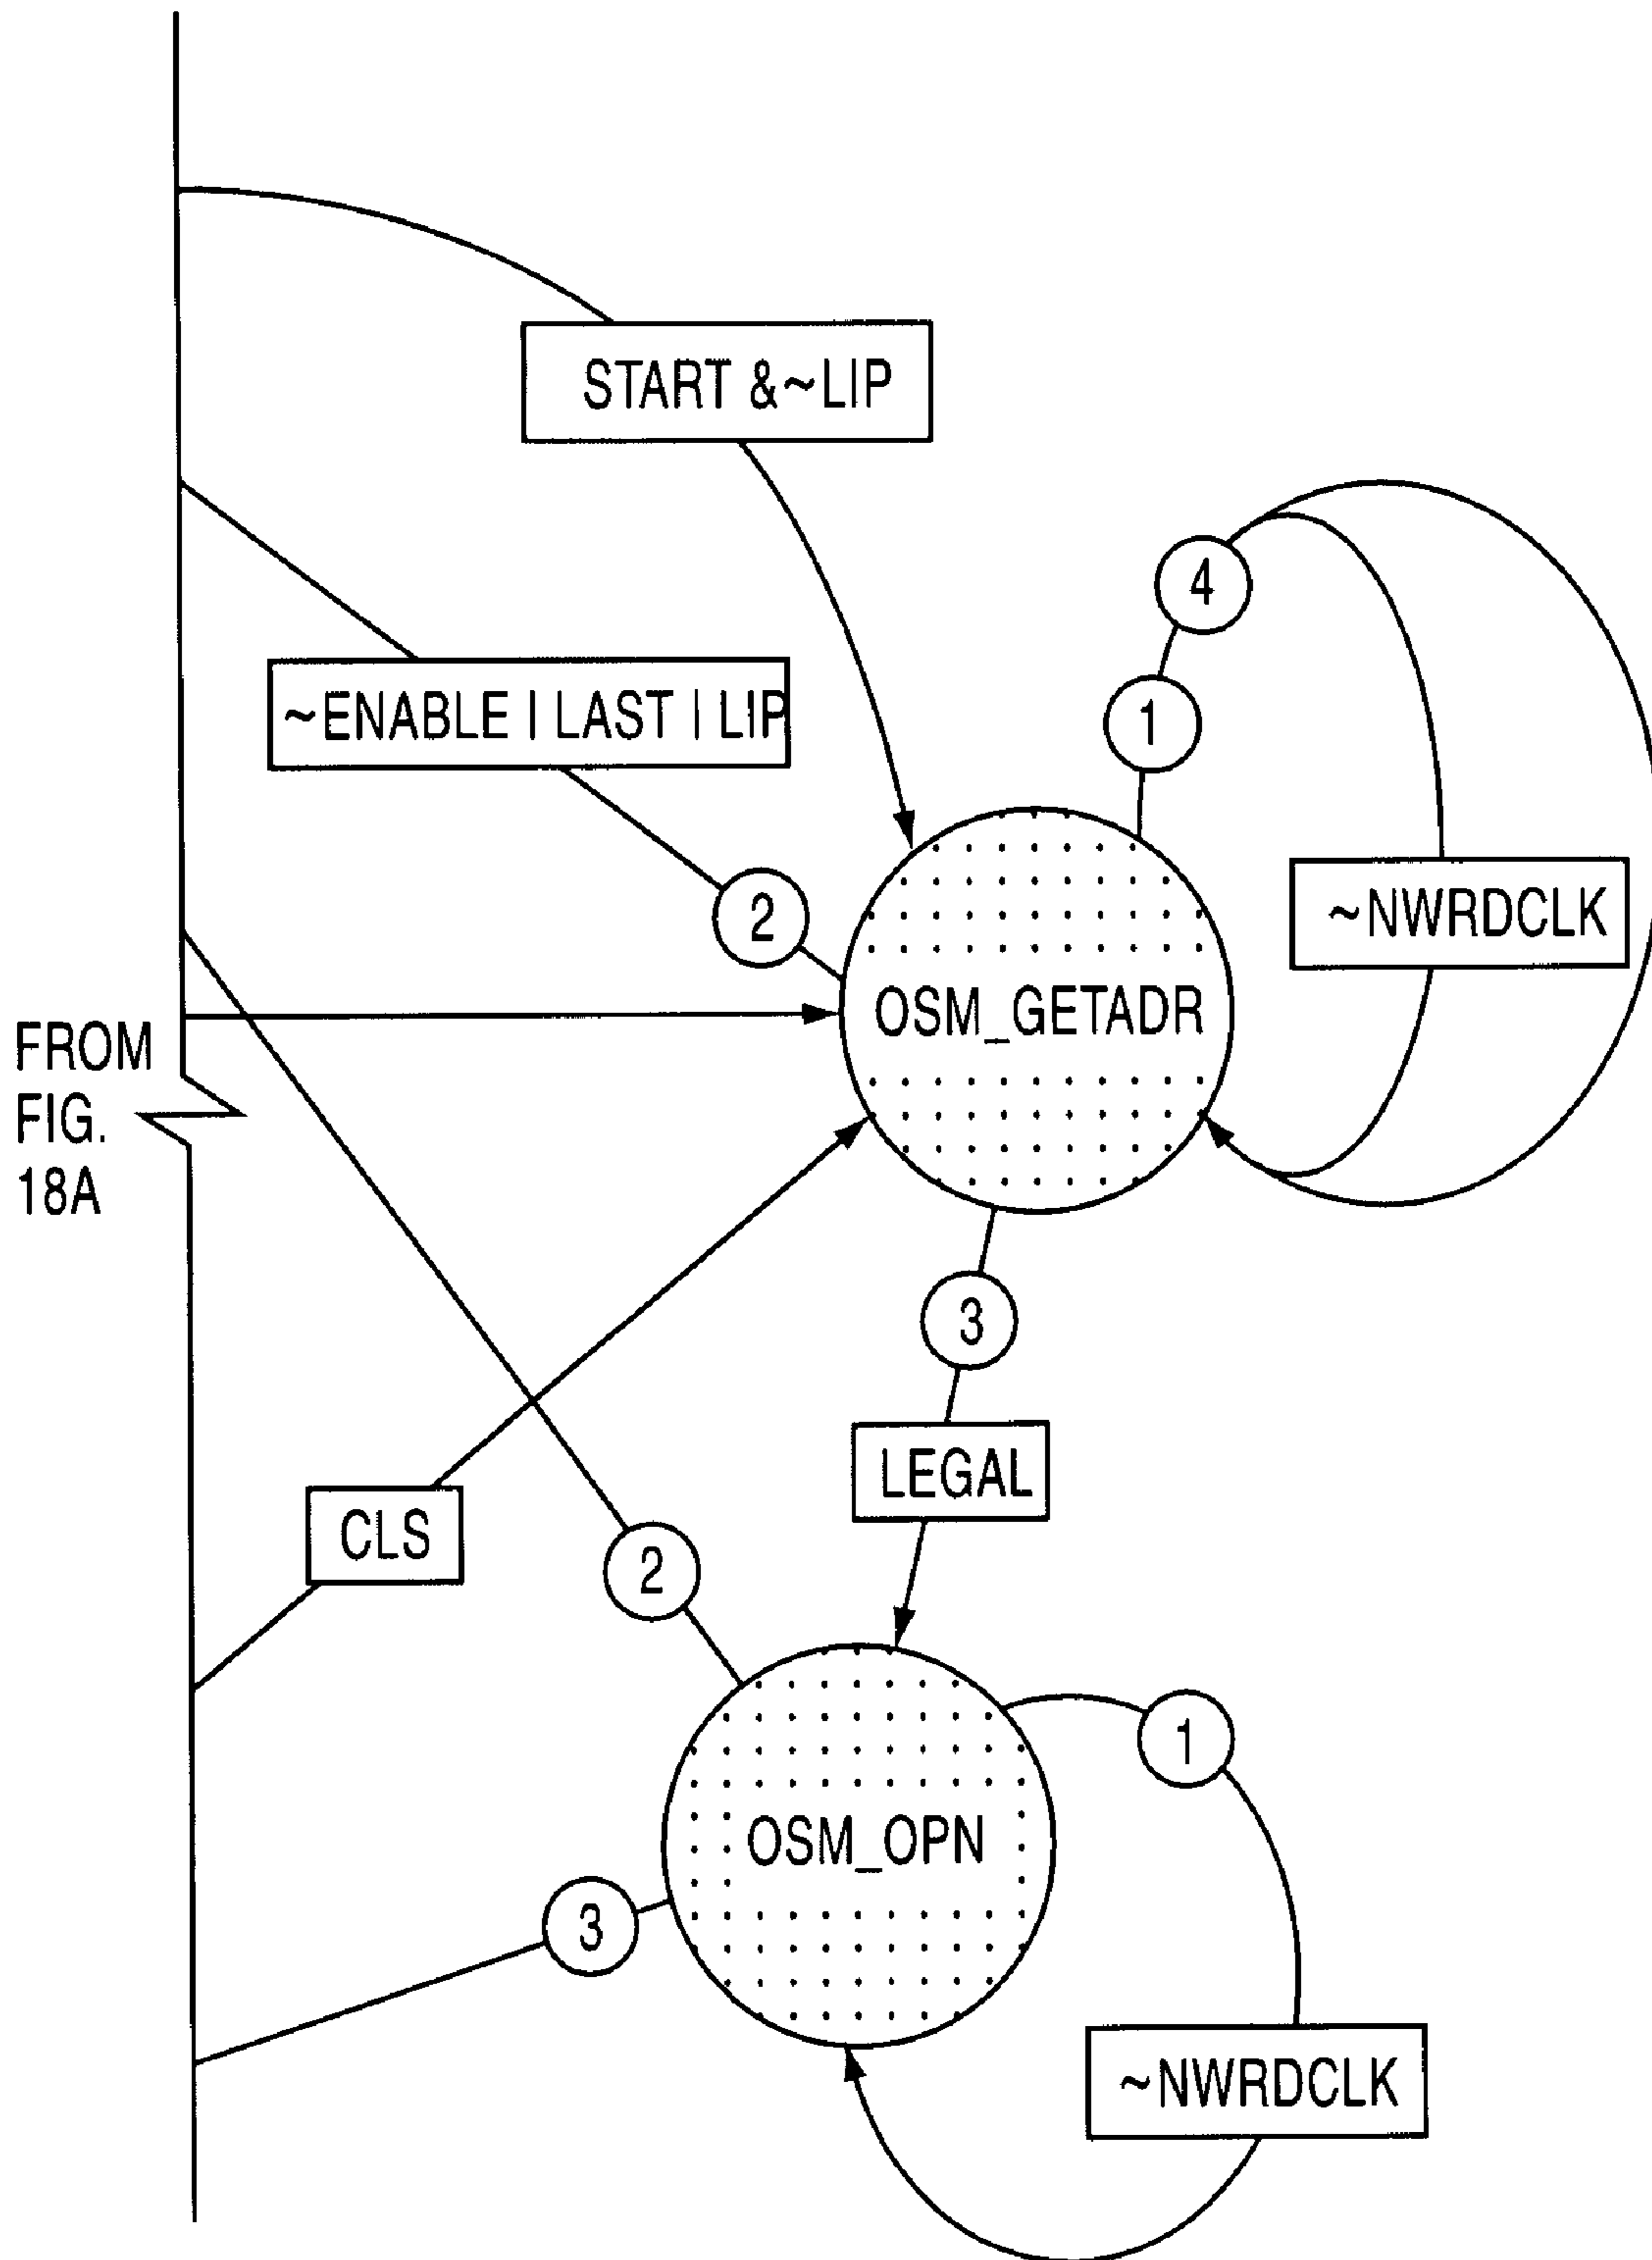 START &~LIP
4
~ENABLE | LAST | LIP
1
2
~NWRDCLK
OSM_GETADR
FROM
FIG.
18A
3
LEGAL
CLS
2
1
OSM_OPN
3
~NWRDCLK